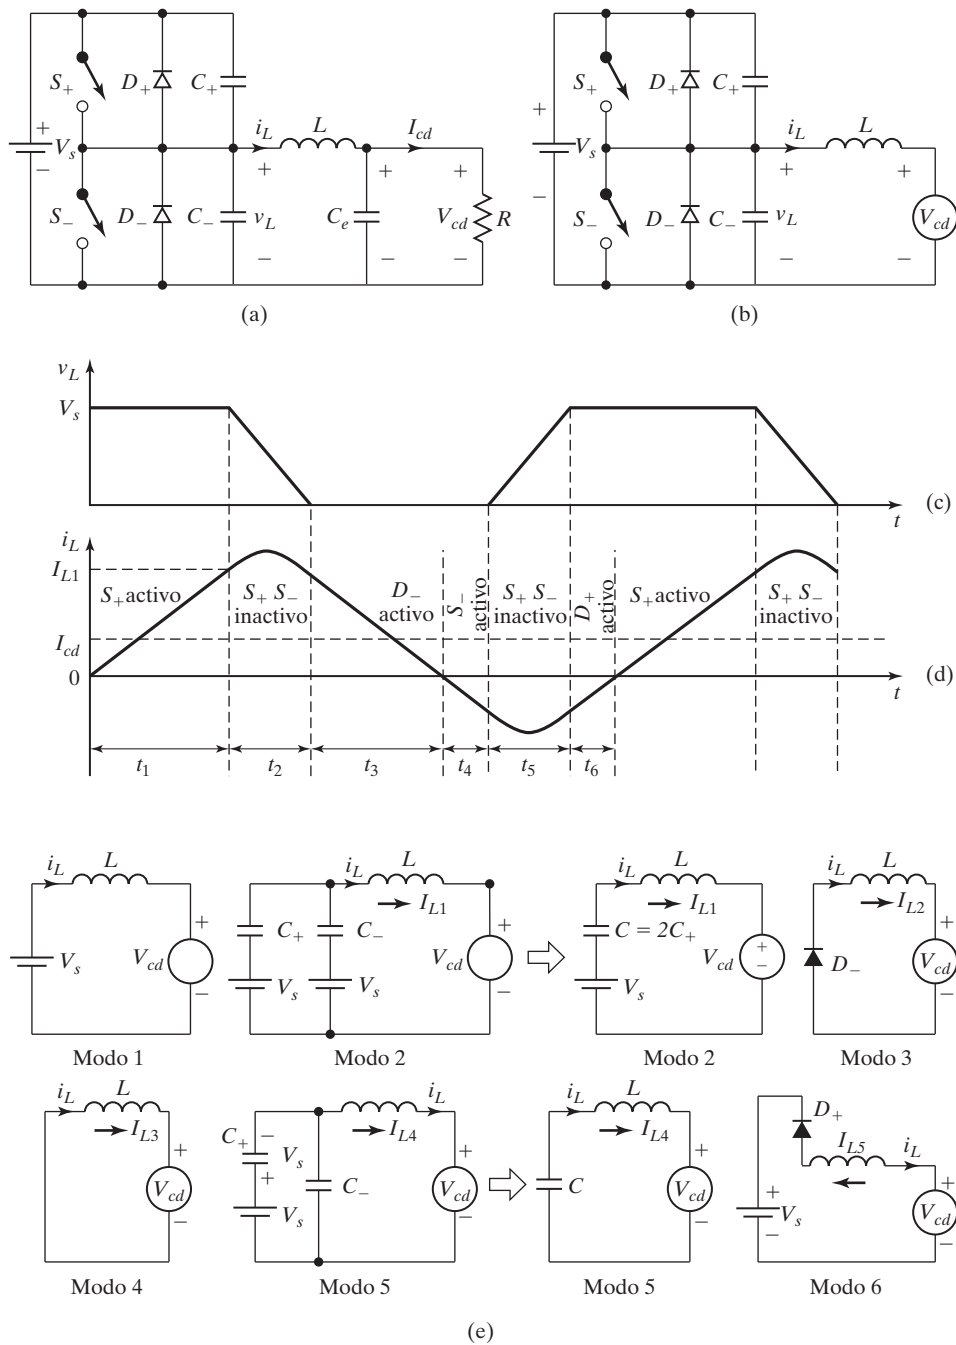 S+ D+ C+
+ Vs −
iL L Icd
+ + +
S− D− C− vL Ce Vcd R
− − −
(a)
S+ D+ C+
+ Vs −
iL L
+ +
S− D− C− vL Vcd
− −
(b)
vL
Vs
(c)
t
iL
IL1
S+ activo
S+ S− inactivo
D− activo
S− activo
S+ S− inactivo
D+ activo
S+ activo
S+ S− inactivo
Icd
0
(d)
t
t1 t2 t3 t4 t5 t6
iL L
+
Vs Vcd
−
Modo 1
iL L
IL1
C+ C− +
Vcd
Vs Vs −
Modo 2
iL L
IL1
C = 2C+
Vcd + −
Vs
Modo 2
iL L
IL2
+
D− Vcd
−
Modo 3
iL L
IL3
+
Vcd
−
Modo 4
L iL
C+ − IL4
Vs +
+ C− Vcd
Vs −
Modo 5
iL L
IL4
+
C Vcd
−
Modo 5
D+
IL5 iL
+ +
Vs Vcd
− −
Modo 6
(e)